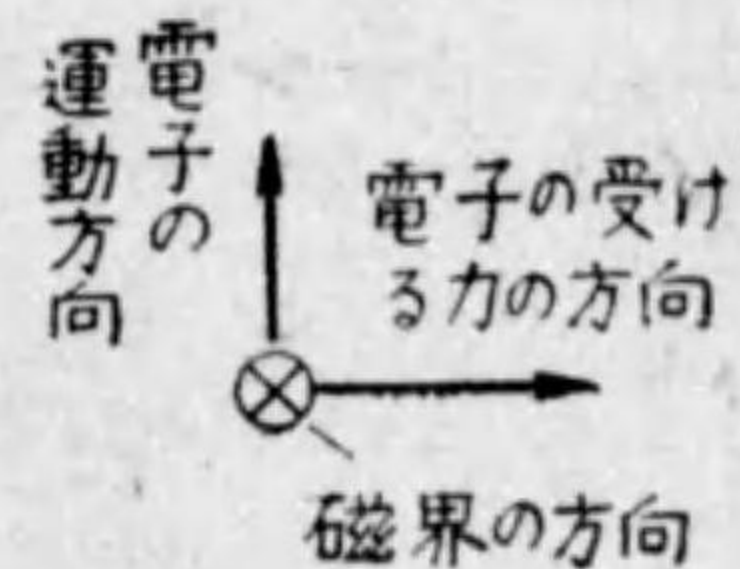 電子の
運動方向
電子の受け
る力の方向
磁界の方向